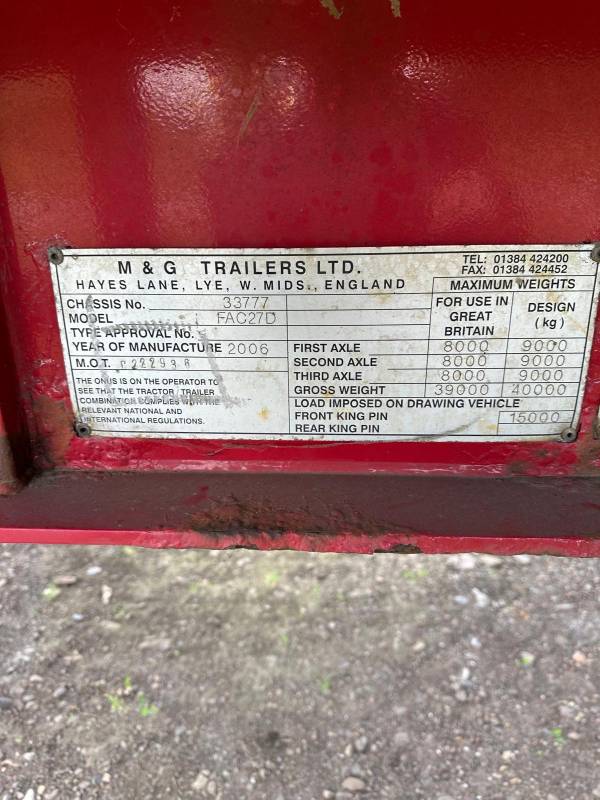 M & G TRAILERS LTD.
HAYES LANE, LYE, W. MIDS., ENGLAND
TEL: 01384 424200
FAX: 01384 424452
CHASSIS No. 33777
MODEL FAC27D
TYPE APPROVAL No.
YEAR OF MANUFACTURE 2006
M.O.T.
THE ONUS IS ON THE OPERATOR TO
SEE THAT THE TRACTOR / TRAILER
COMBINATION COMPLIES WITH THE
RELEVANT NATIONAL AND
INTERNATIONAL REGULATIONS.
MAXIMUM WEIGHTS
FOR USE IN GREAT BRITAIN
DESIGN (kg)
FIRST AXLE 8000 9000
SECOND AXLE 8000 9000
THIRD AXLE 8000 9000
GROSS WEIGHT 39000 40000
LOAD IMPOSED ON DRAWING VEHICLE
FRONT KING PIN 15000
REAR KING PIN